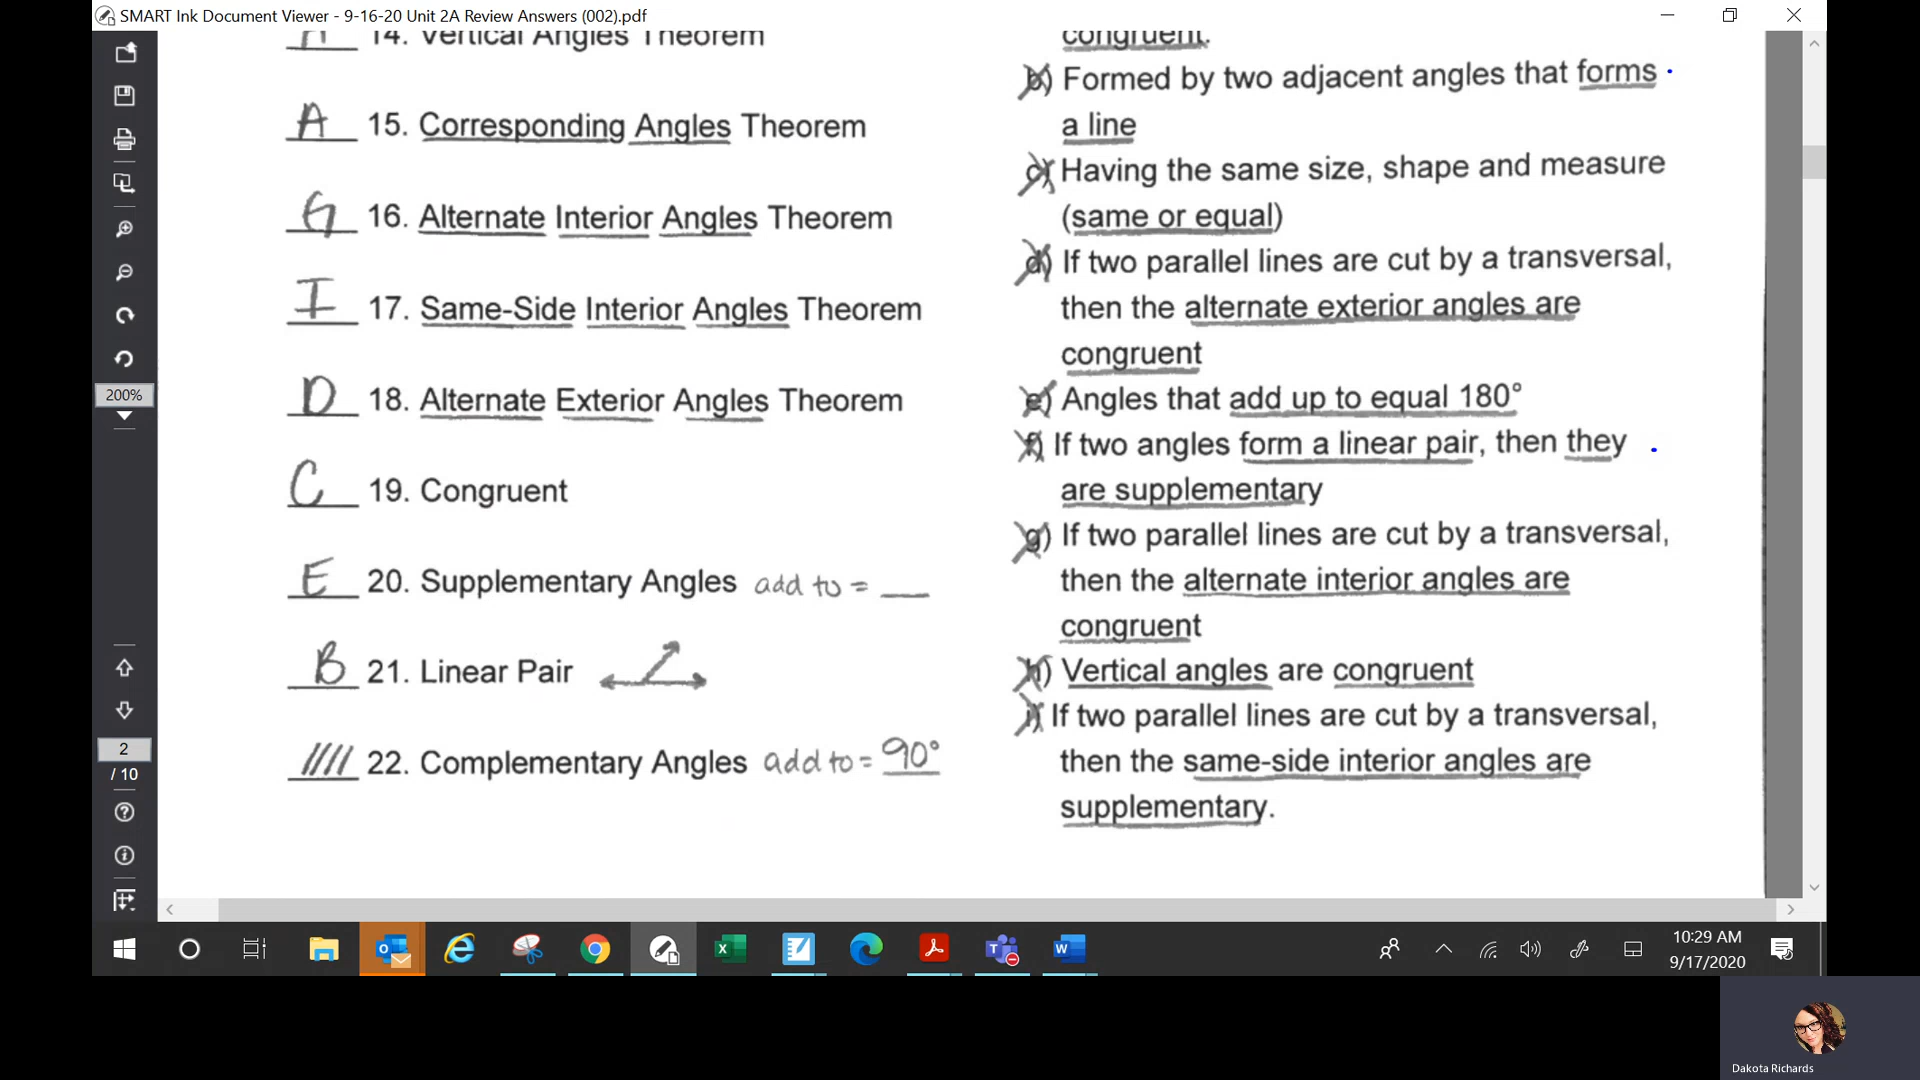 SMART Ink Document Viewer - 9-16-20 Unit 2A Review Answers (002).pdf
14. Vertical Angles Theorem
A 15. Corresponding Angles Theorem
G 16. Alternate Interior Angles Theorem
I 17. Same-Side Interior Angles Theorem
D 18. Alternate Exterior Angles Theorem
C 19. Congruent
E 20. Supplementary Angles add to = __
B 21. Linear Pair
22. Complementary Angles add to = 90°
congruent.
b) Formed by two adjacent angles that forms
a line
c) Having the same size, shape and measure
(same or equal)
d) If two parallel lines are cut by a transversal,
then the alternate exterior angles are
congruent
e) Angles that add up to equal 180°
f) If two angles form a linear pair, then they
are supplementary
g) If two parallel lines are cut by a transversal,
then the alternate interior angles are
congruent
h) Vertical angles are congruent
i) If two parallel lines are cut by a transversal,
then the same-side interior angles are
supplementary.
200%
2
/ 10
10:29 AM
9/17/2020
Dakota Richards